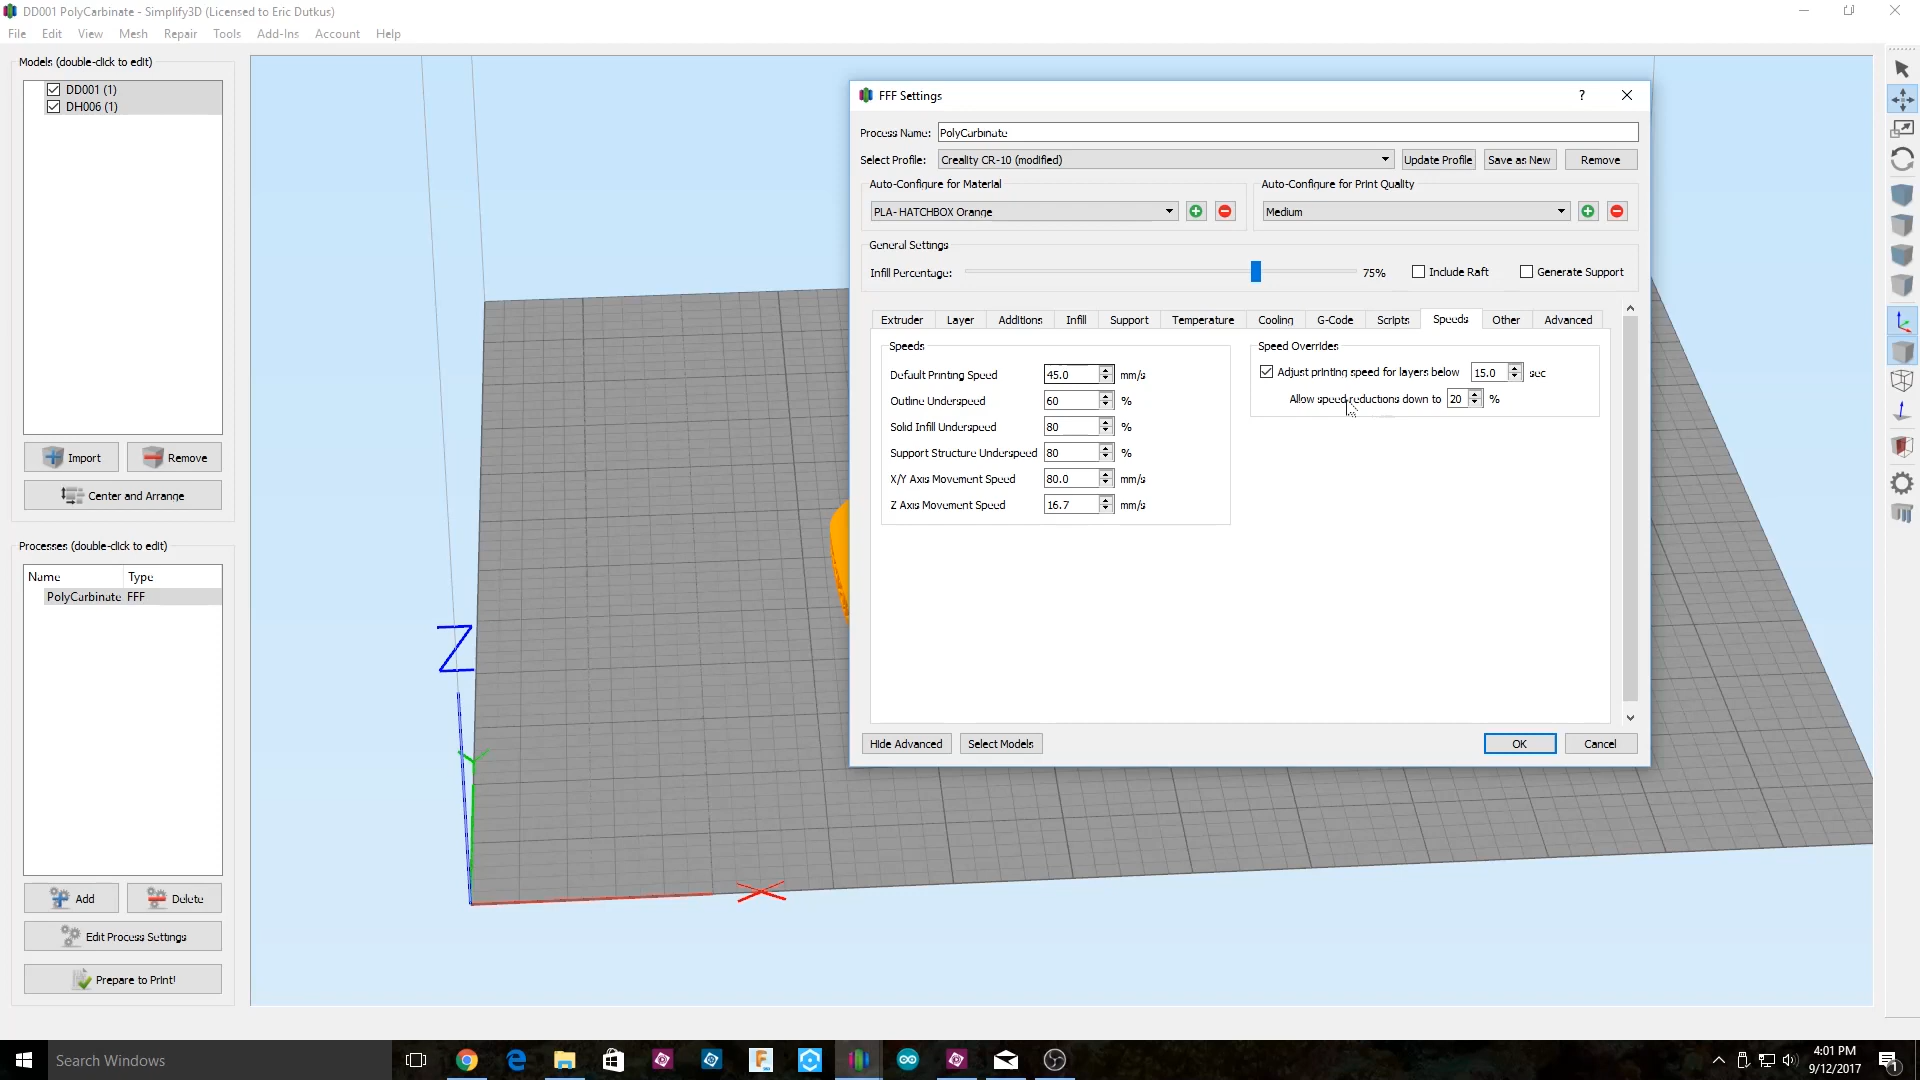 DD001 PolyCarbinate - Simplify3D (Licensed to Eric Dutkus)
File Edit View Mesh Repair Tools Add-Ins Account Help
Models (double-click to edit)
DD001 (1)
DH006 (1)
Import
Remove
Center and Arrange
Processes (double-click to edit)
Name Type
PolyCarbinate FFF
Add
Delete
Edit Process Settings
Prepare to Print!
Z
Y
X
FFF Settings
?
Process Name: PolyCarbinate
Select Profile: Creality CR-10 (modified) Update Profile Save as New Remove
Auto-Configure for Material
PLA- HATCHBOX Orange
Auto-Configure for Print Quality
Medium
General Settings
Infill Percentage: 75% Include Raft Generate Support
Extruder Layer Additions Infill Support Temperature Cooling G-Code Scripts Speeds Other Advanced
Speeds
Default Printing Speed 45.0 mm/s
Outline Underspeed 60 %
Solid Infill Underspeed 80 %
Support Structure Underspeed 80 %
X/Y Axis Movement Speed 80.0 mm/s
Z Axis Movement Speed 16.7 mm/s
Speed Overrides
Adjust printing speed for layers below 15.0 sec
Allow speed reductions down to 20 %
Hide Advanced Select Models OK Cancel
Search Windows
4:01 PM
9/12/2017
1